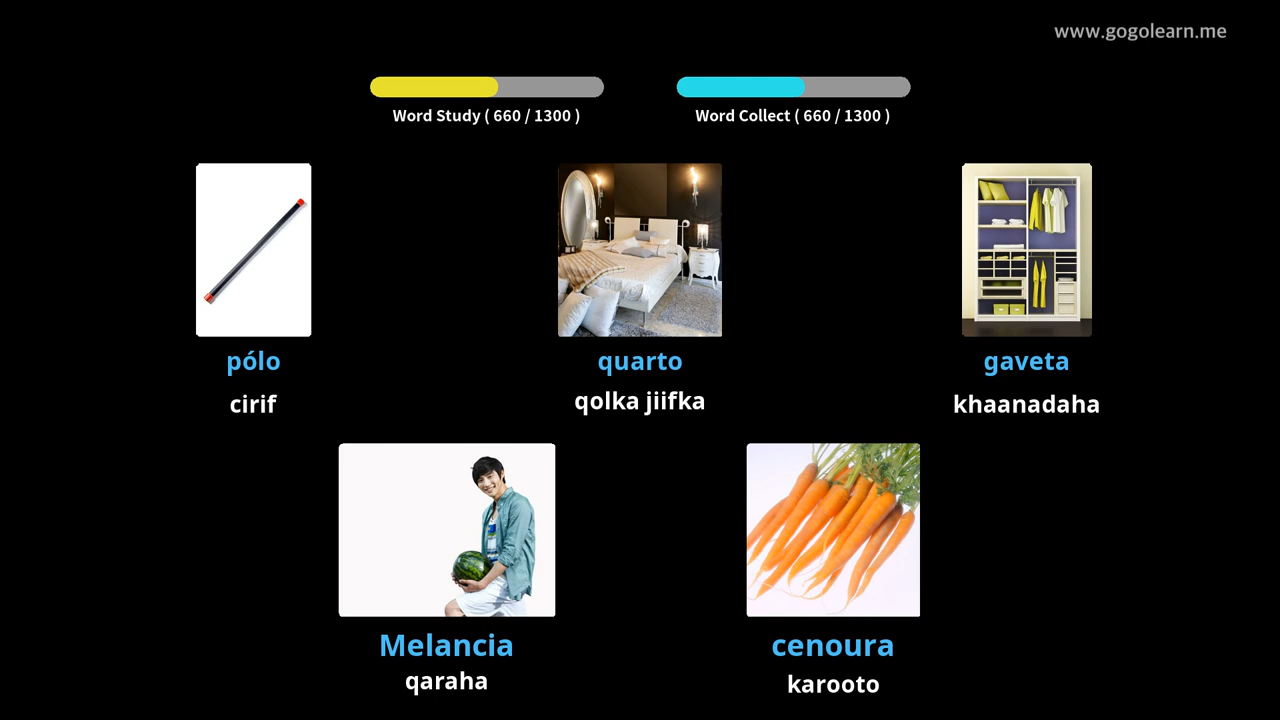 www.gogolearn.me
Word Study ( 660 / 1300 )
Word Collect ( 660 / 1300 )
pólo
quarto
gaveta
cirif
qolka jiifka
khaanadaha
Melancia
cenoura
qaraha
karooto